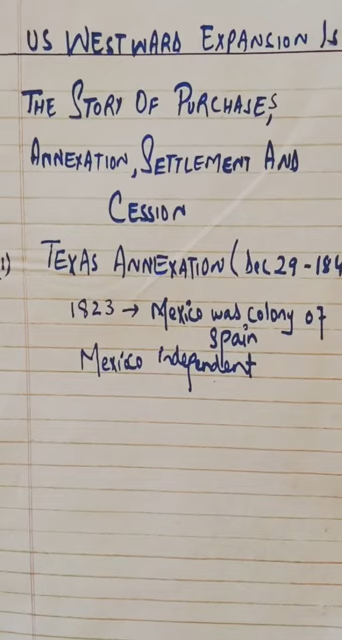 US WESTWARD EXPANSION IS
THE STORY OF PURCHASES,
ANNEXATION, SETTLEMENT AND
CESSION
1) TEXAS ANNEXATION (Dec 29-184
1823 → Mexico was colony of
Spain
Mexico independent